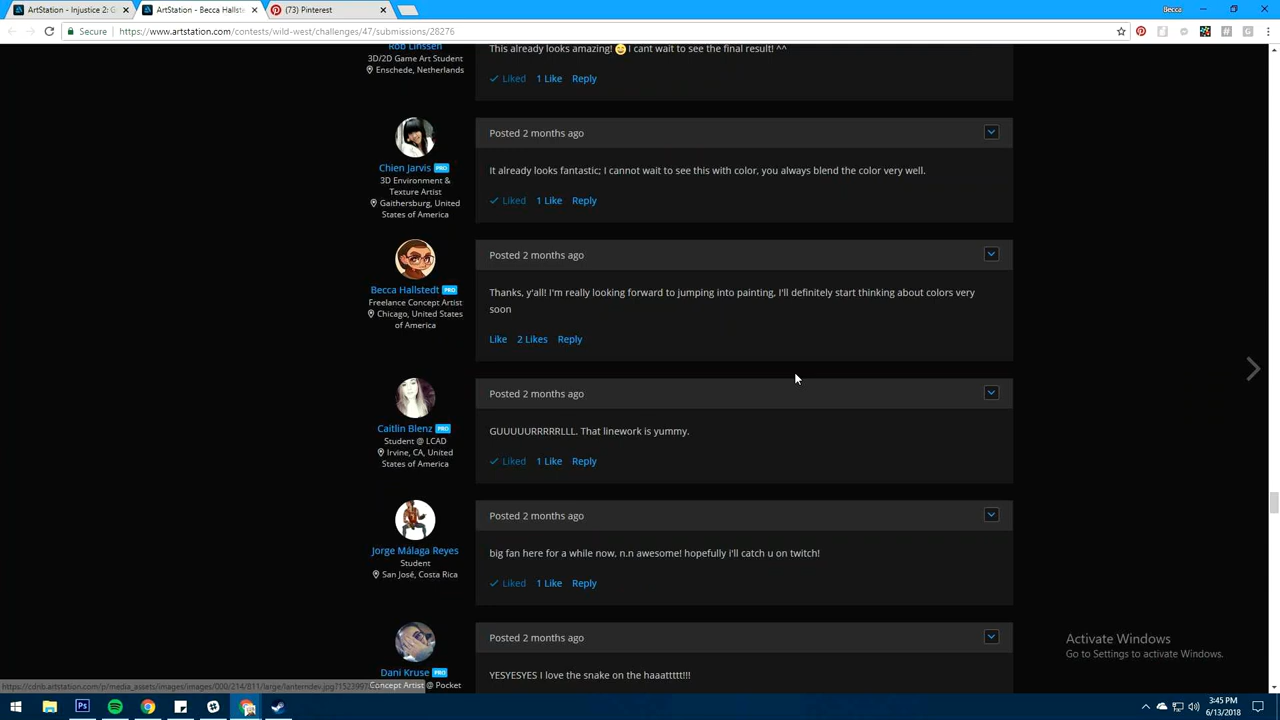 ArtStation - Injustice 2: G
ArtStation - Becca Hallste
(73) Pinterest
Becca
Secure
https://www.artstation.com/contests/wild-west/challenges/47/submissions/28276
Rob Linssen
3D/2D Game Art Student
Enschede, Netherlands
This already looks amazing! I cant wait to see the final result! ^^
Liked 1 Like Reply
Posted 2 months ago
Chien Jarvis PRO
3D Environment &
Texture Artist
Gaithersburg, United
States of America
It already looks fantastic; I cannot wait to see this with color, you always blend the color very well.
Liked 1 Like Reply
Posted 2 months ago
Becca Hallstedt PRO
Freelance Concept Artist
Chicago, United States
of America
Thanks, y'all! I'm really looking forward to jumping into painting, I'll definitely start thinking about colors very
soon
Like 2 Likes Reply
Posted 2 months ago
Caitlin Blenz PRO
Student @ LCAD
Irvine, CA, United
States of America
GUUUUURRRRRLLL. That linework is yummy.
Liked 1 Like Reply
Posted 2 months ago
Jorge Málaga Reyes
Student
San José, Costa Rica
big fan here for a while now, n.n awesome! hopefully i'll catch u on twitch!
Liked 1 Like Reply
Posted 2 months ago
Dani Kruse PRO
Concept Artist @ Pocket
YESYESYES I love the snake on the haaattttt!!!
Activate Windows
Go to Settings to activate Windows.
3:45 PM
6/13/2018